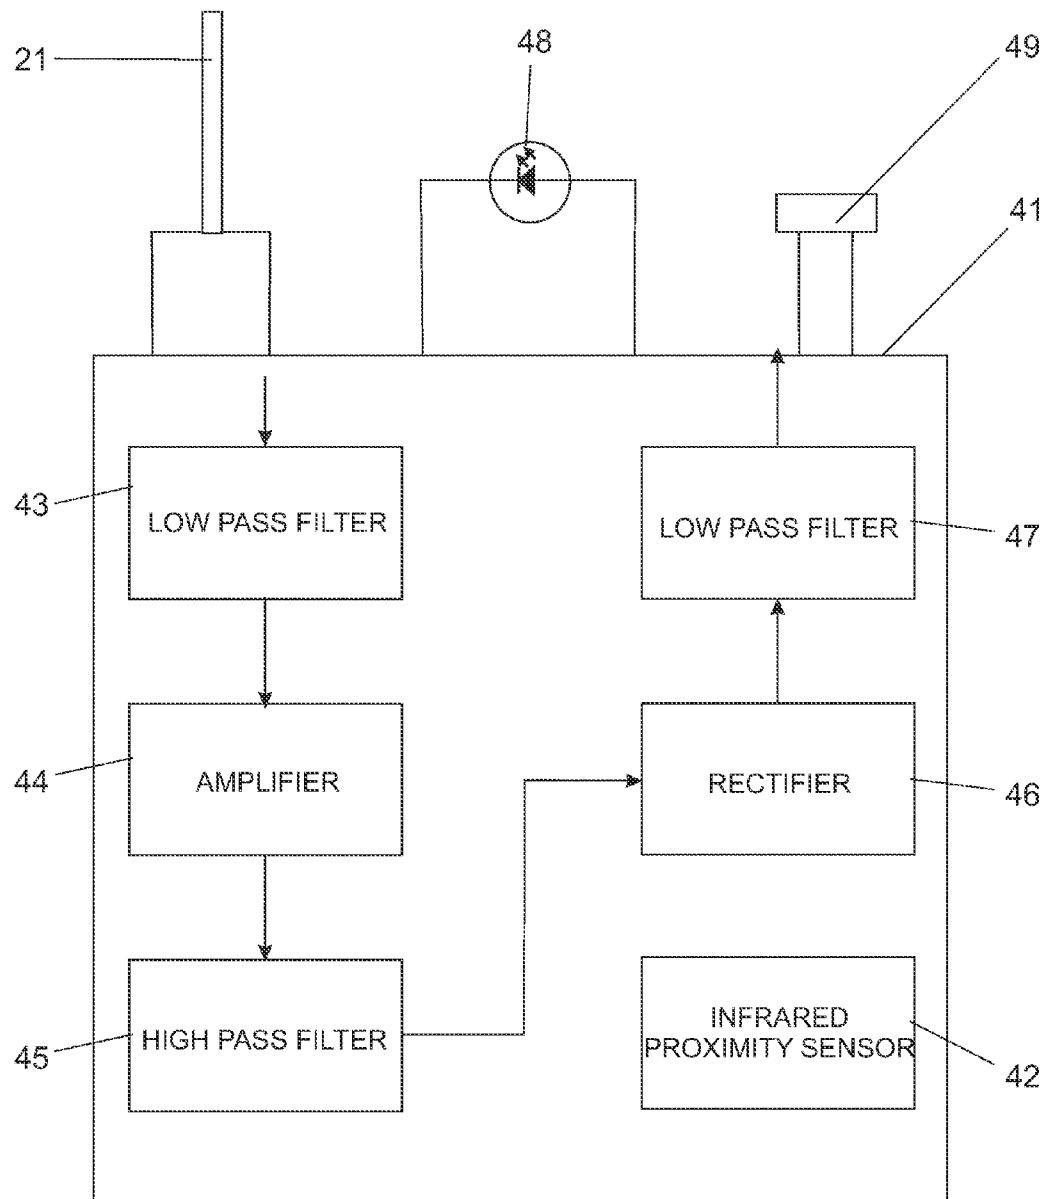 48
49
21
41
43
LOW PASS FILTER
LOW PASS FILTER
47
44
AMPLIFIER
RECTIFIER
46
45
HIGH PASS FILTER
INFRARED
PROXIMITY SENSOR
42